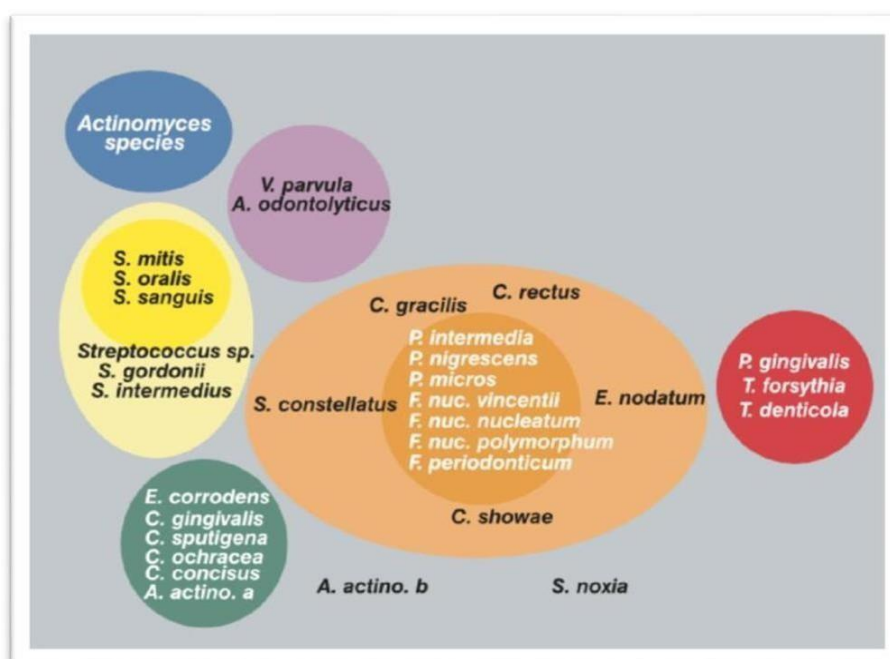 Actinomyces
species
V. parvula
A. odontolyticus
S. mitis
S. oralis
S. sanguis
Streptococcus sp.
S. gordonii
S. intermedius
E. corrodens
C. gingivalis
C. sputigena
C. ochracea
C. concisus
A. actino. a
C. gracilis
C. rectus
S. constellatus
P. intermedia
P. nigrescens
P. micros
F. nuc. vincentii
F. nuc. nucleatum
F. nuc. polymorphum
F. periodonticum
E. nodatum
C. showae
P. gingivalis
T. forsythia
T. denticola
A. actino. b
S. noxia